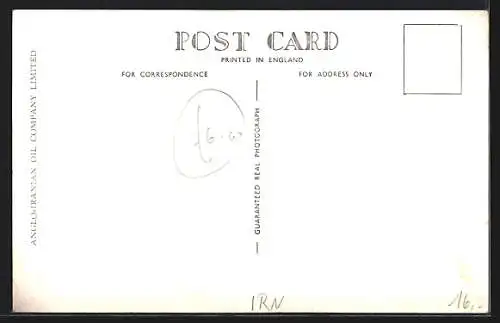 POST CARD
PRINTED IN ENGLAND
FOR CORRESPONDENCE
FOR ADDRESS ONLY
ANGLO-IRANIAN OIL COMPANY LIMITED
GUARANTEED REAL PHOTOGRAPH
IRN
16,-